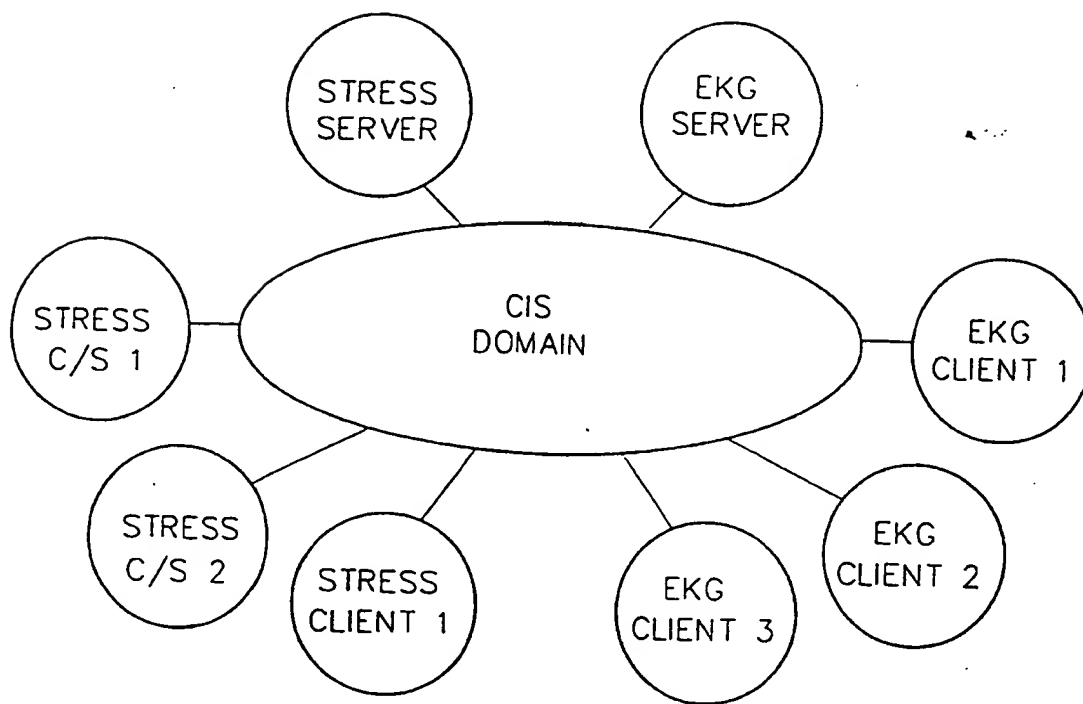 STRESS
SERVER
EKG
SERVER
CIS
DOMAIN
STRESS
C/S 1
EKG
CLIENT 1
STRESS
C/S 2
STRESS
CLIENT 1
EKG
CLIENT 3
EKG
CLIENT 2